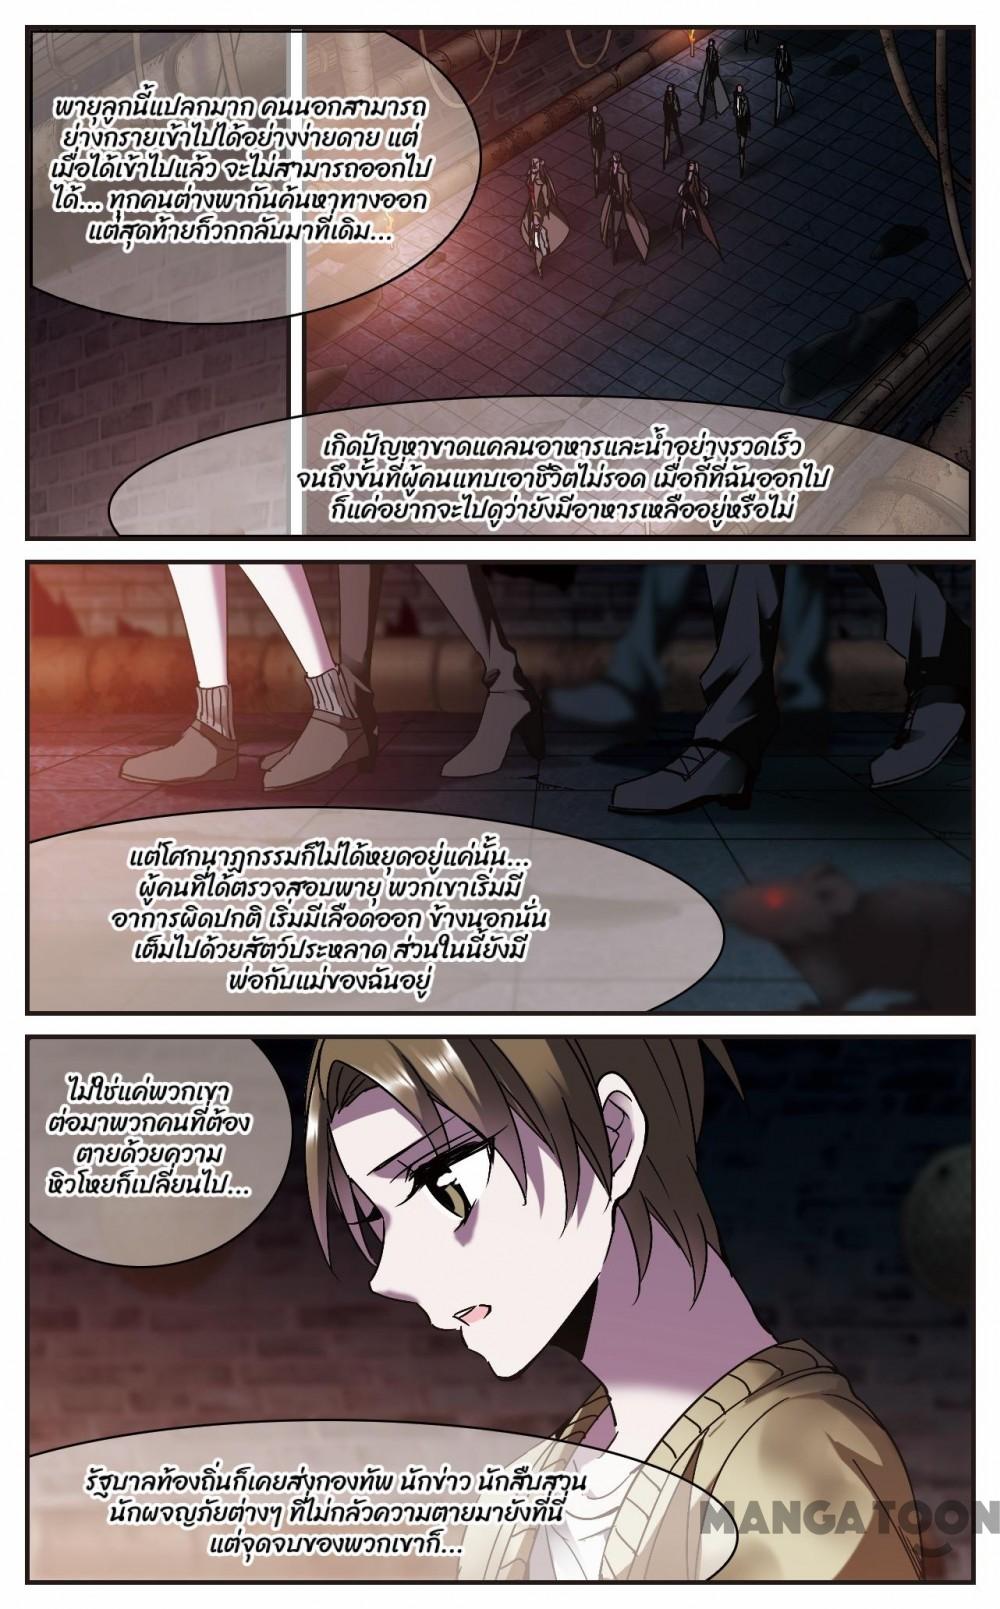 พายุลูกนี้แปลกมาก คนนอกสามารถ
ย่างกรายเข้าไปได้อย่างง่ายดาย แต่
เมื่อได้เข้าไปแล้ว จะไม่สามารถออกไป
ได้... ทุกคนต่างพากันค้นหาทางออก
แต่สุดท้ายก็วกกลับมาที่เดิม...
เกิดปัญหาขาดแคลนอาหารและน้ำอย่างรวดเร็ว
จนถึงขั้นที่ผู้คนแทบเอาชีวิตไม่รอด เมื่อกี้ที่ฉันออกไป
ก็แค่อยากจะไปดูว่ายังมีอาหารเหลืออยู่หรือไม่
แต่โศกนาฏกรรมก็ไม่ได้หยุดอยู่แค่นั้น...
ผู้คนที่ได้ตรวจสอบพายุ พวกเขาเริ่มมี
อาการผิดปกติ เริ่มมีเลือดออก ข้างนอกนั่น
เต็มไปด้วยสัตว์ประหลาด ส่วนในนี้ยังมี
พ่อกับแม่ของฉันอยู่
ไม่ใช่แค่พวกเขา
ต่อมาพวกคนที่ต้อง
ตายด้วยความ
หิวโหยก็เปลี่ยนไป...
รัฐบาลท้องถิ่นก็เคยส่งกองทัพ นักข่าว นักสืบสวน
นักผจญภัยต่างๆ ที่ไม่กลัวความตายมายังที่นี่
แต่จุดจบของพวกเขาก็...
MANGATOON